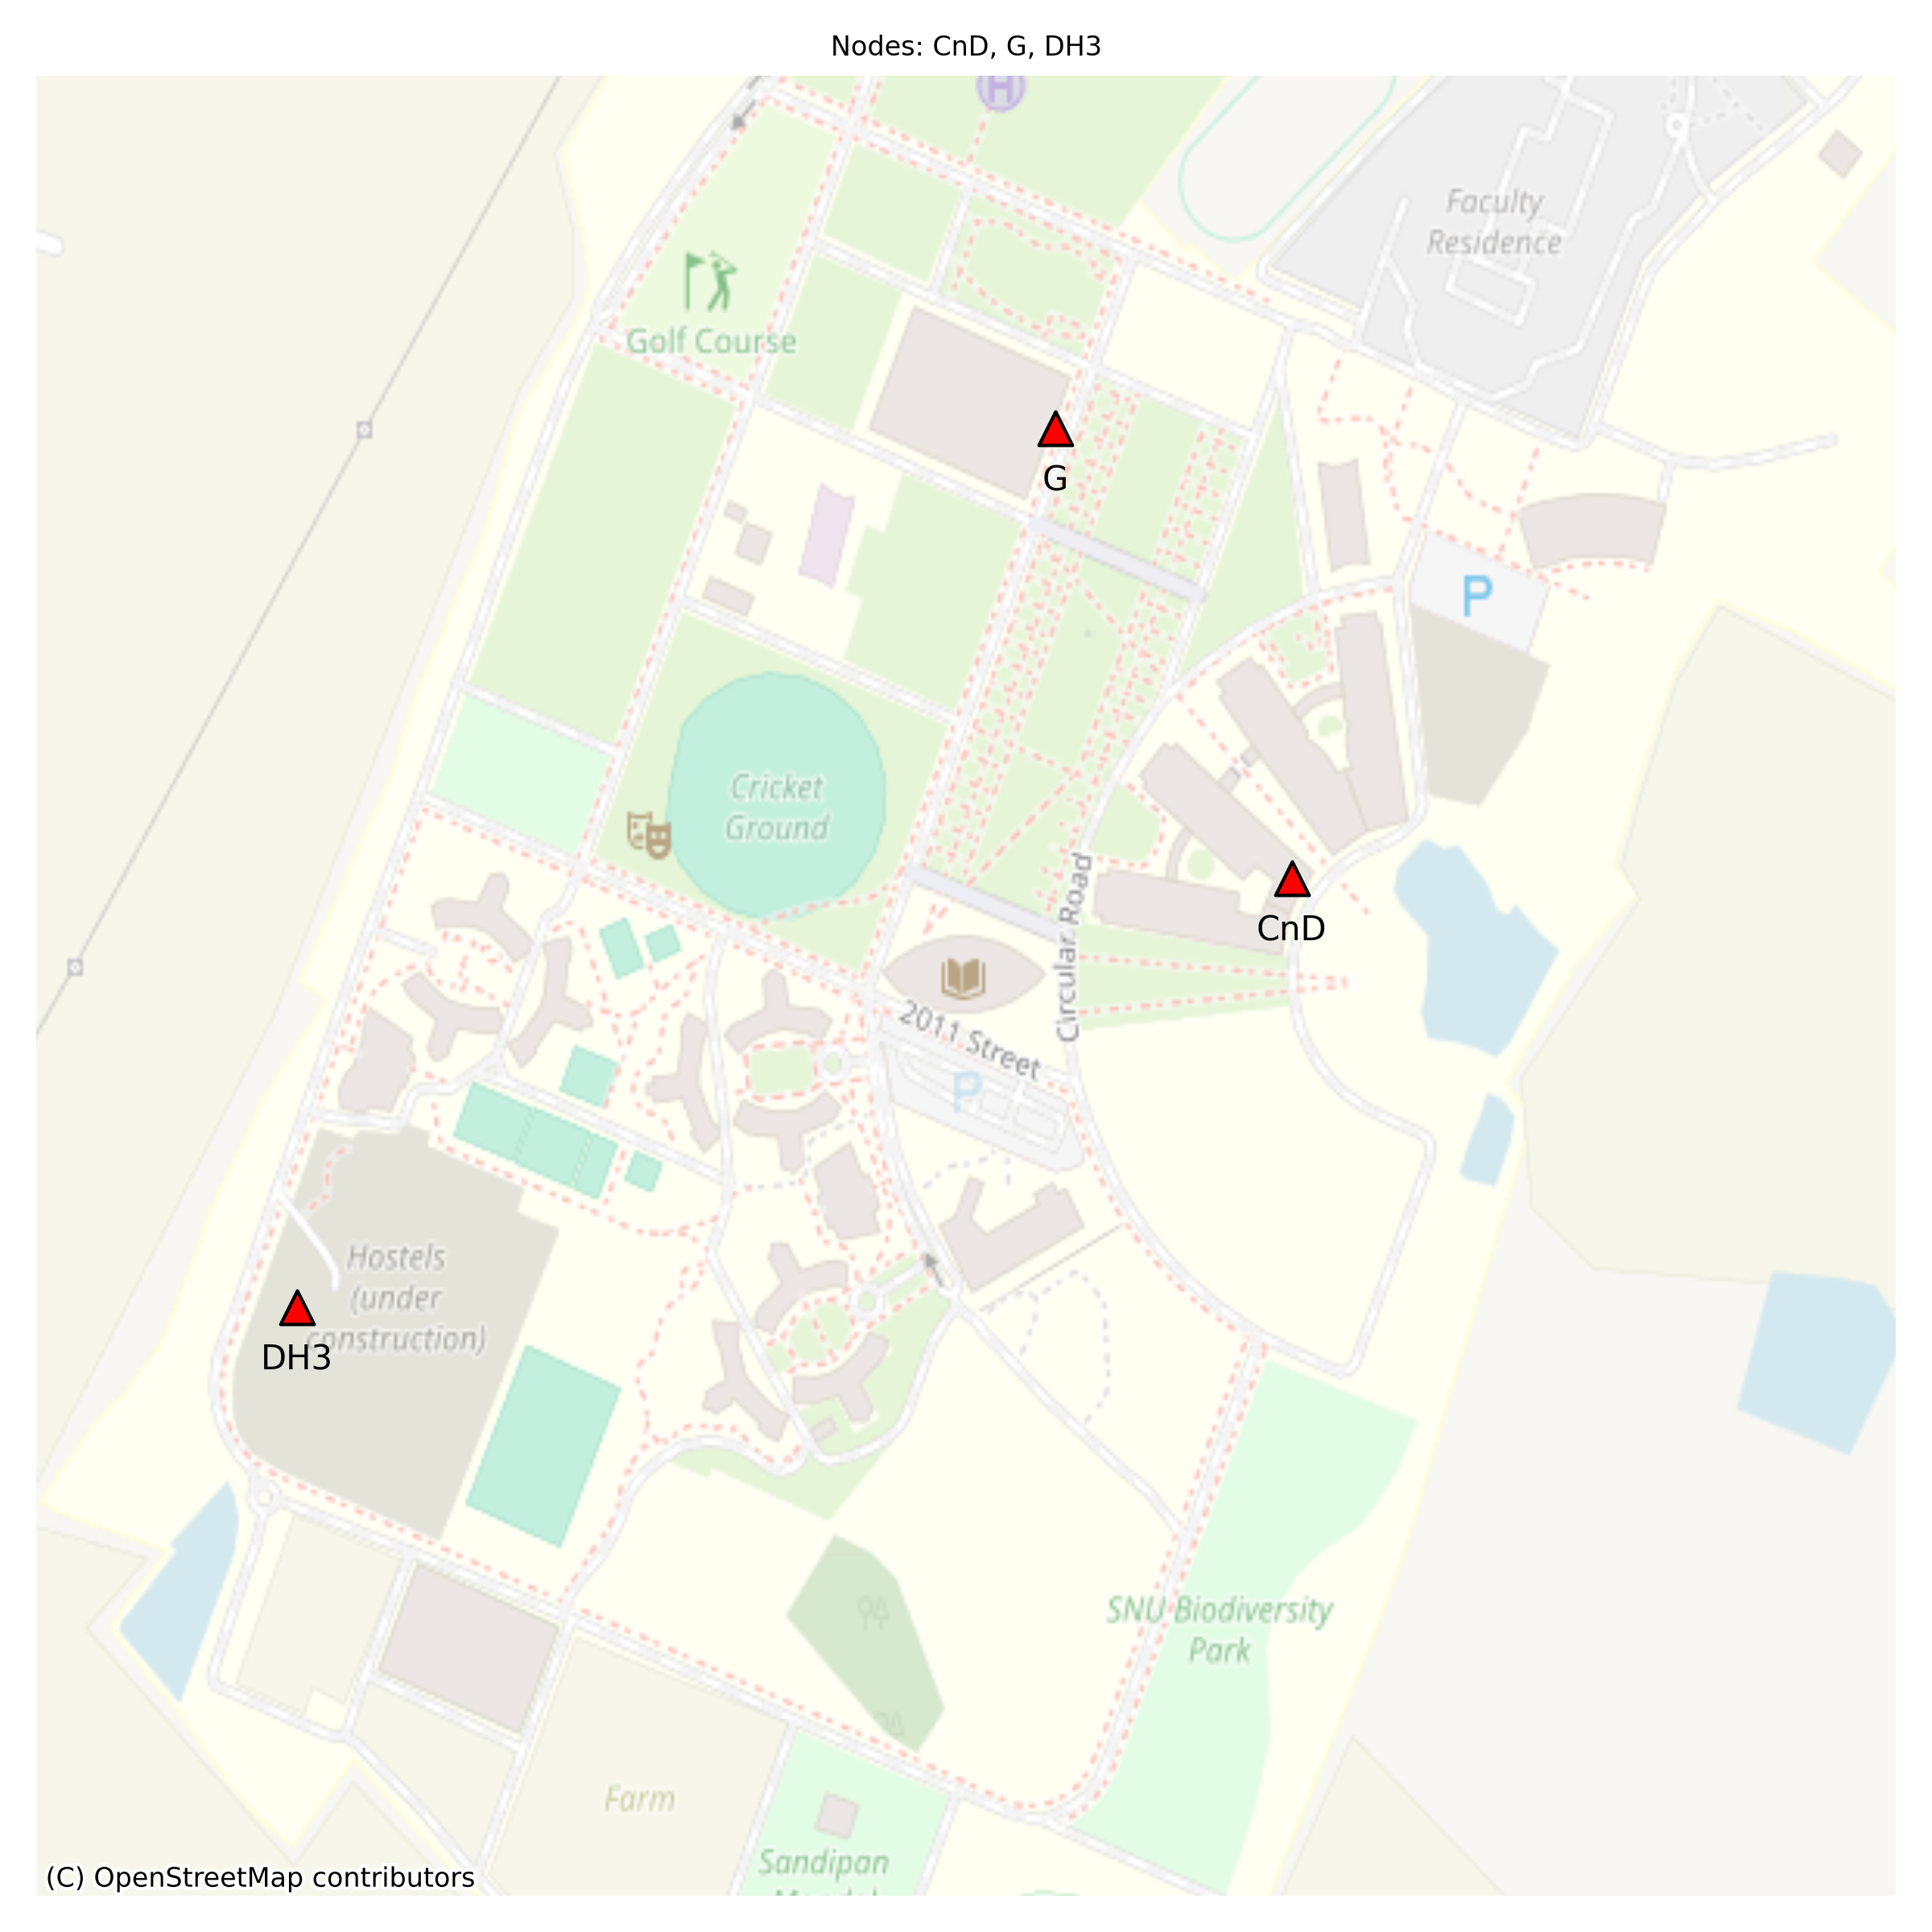 Nodes: CnD, G, DH3
H
Faculty
Residence
Golf Course
G
P
Cricket
Ground
CnD
Circular Road
2011 Street
P
Hostels
(under
construction)
DH3
SNU Biodiversity
Park
Farm
Sandipan
(C) OpenStreetMap contributors